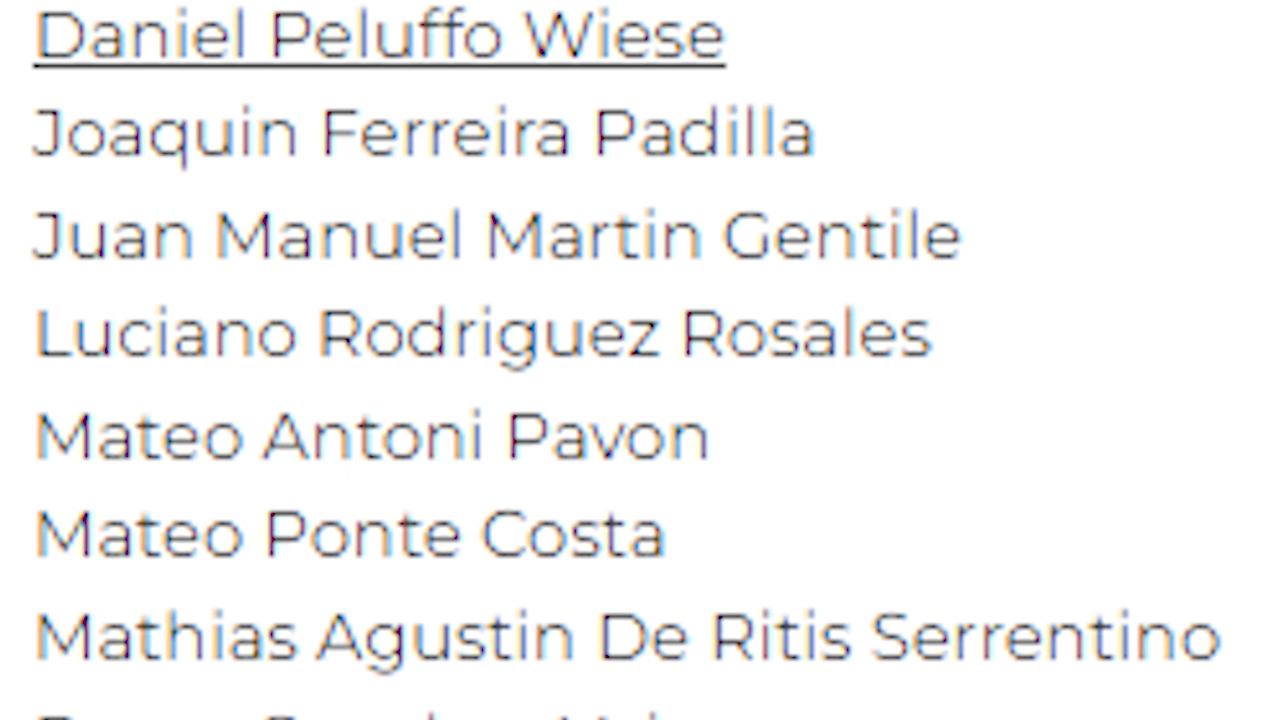 Daniel Peluffo Wiese
Joaquin Ferreira Padilla
Juan Manuel Martin Gentile
Luciano Rodriguez Rosales
Mateo Antoni Pavon
Mateo Ponte Costa
Mathias Agustin De Ritis Serrentino